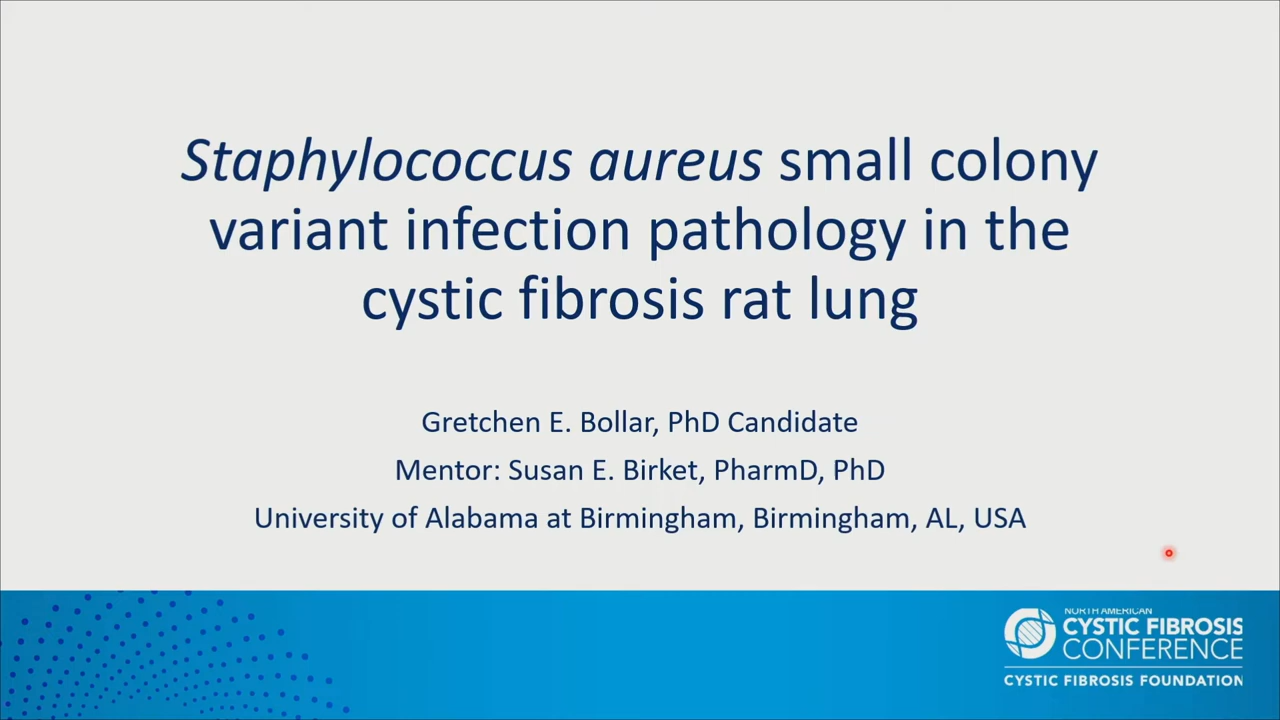 Staphylococcus aureus small colony
variant infection pathology in the
cystic fibrosis rat lung
Gretchen E. Bollar, PhD Candidate
Mentor: Susan E. Birket, PharmD, PhD
University of Alabama at Birmingham, Birmingham, AL, USA
NORTH AMERICAN
CYSTIC FIBROSIS
CONFERENCE
CYSTIC FIBROSIS FOUNDATION